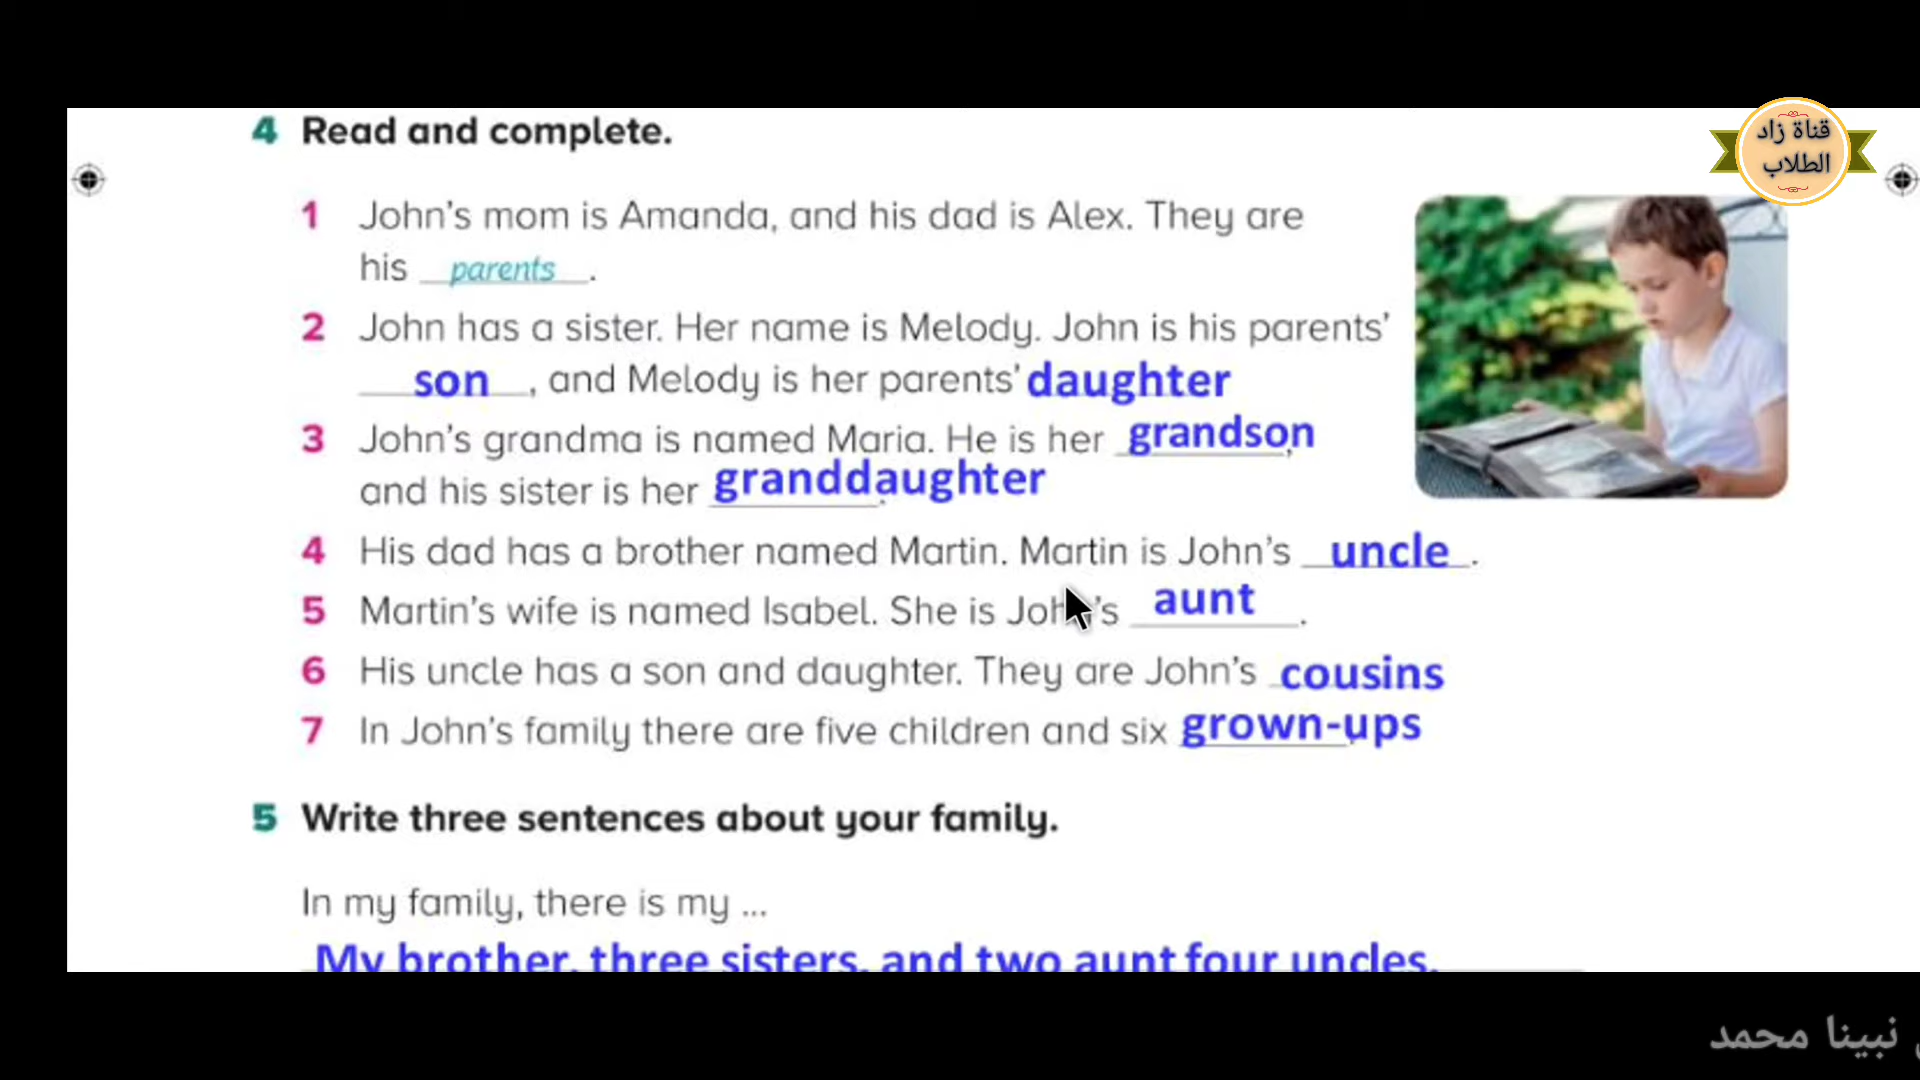 قناة زاد
الطلاب
4 Read and complete.
1 John's mom is Amanda, and his dad is Alex. They are
his parents.
2 John has a sister. Her name is Melody. John is his parents'
son, and Melody is her parents' daughter
3 John's grandma is named Maria. He is her grandson,
and his sister is her granddaughter.
4 His dad has a brother named Martin. Martin is John's uncle.
5 Martin's wife is named Isabel. She is John's aunt.
6 His uncle has a son and daughter. They are John's cousins
7 In John's family there are five children and six grown-ups.
5 Write three sentences about your family.
In my family, there is my ...
My brother, three sisters, and two aunt four uncles.
نبينا محمد